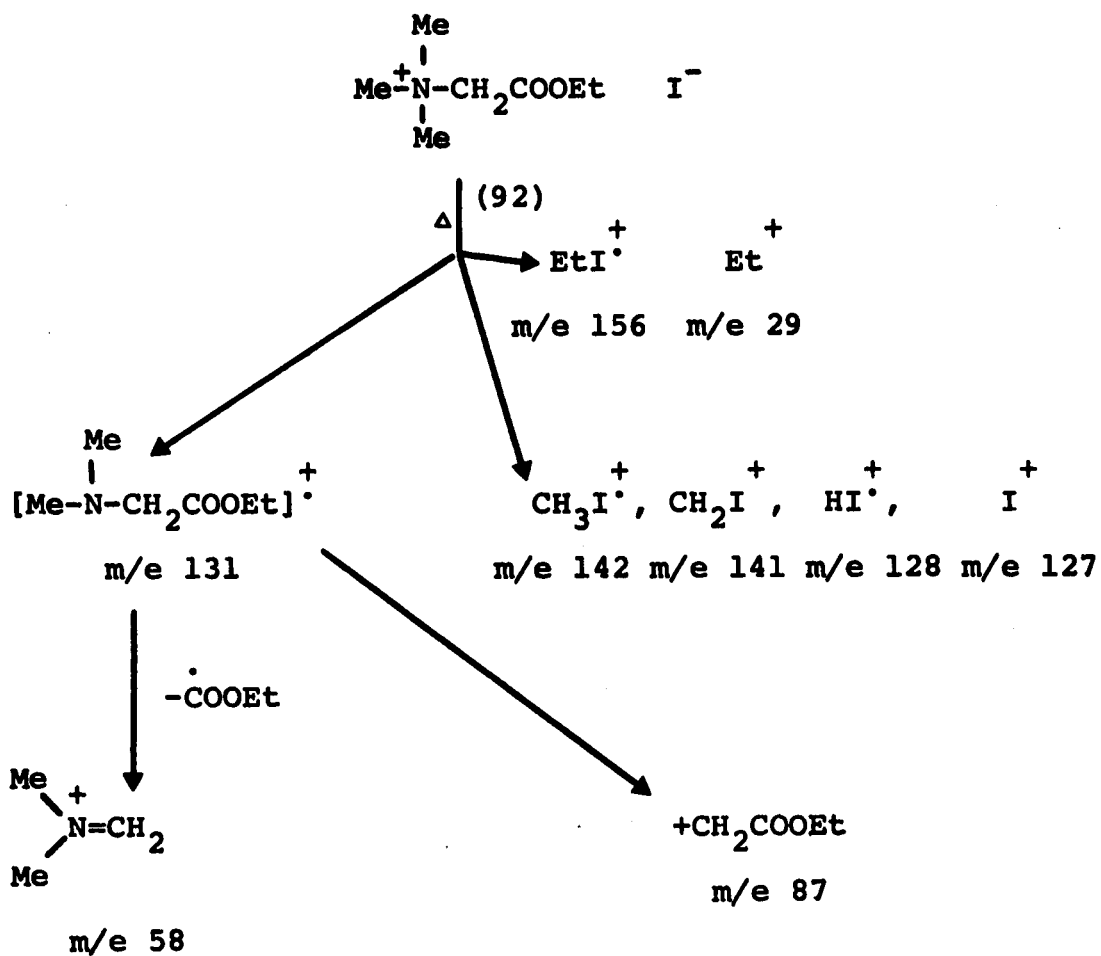 Me
Me-N⁺-CH₂COOEt I⁻
Me
Δ (92)
EtI•⁺ Et⁺
m/e 156 m/e 29
Me
[Me-N-CH₂COOEt]•⁺
m/e 131
CH₃I•⁺, CH₂I⁺, HI•⁺, I⁺
m/e 142 m/e 141 m/e 128 m/e 127
-ĊOOEt
Me
N⁺=CH₂
Me
m/e 58
+CH₂COOEt
m/e 87